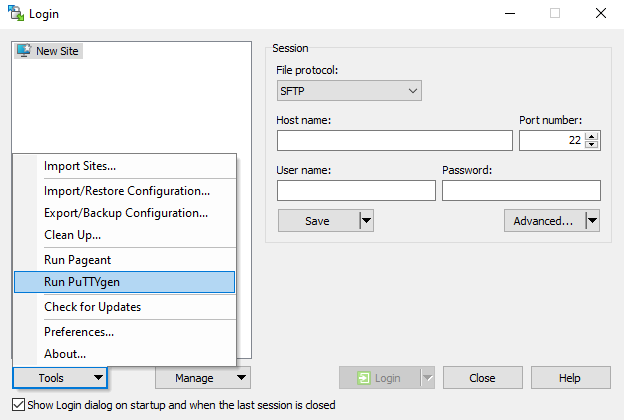 Login
New Site
Session
File protocol:
SFTP
Host name:
Port number:
22
User name:
Password:
Save
Advanced...
Import Sites...
Import/Restore Configuration...
Export/Backup Configuration...
Clean Up...
Run Pageant
Run PuTTYgen
Check for Updates
Preferences...
About...
Tools
Manage
Login
Close
Help
Show Login dialog on startup and when the last session is closed